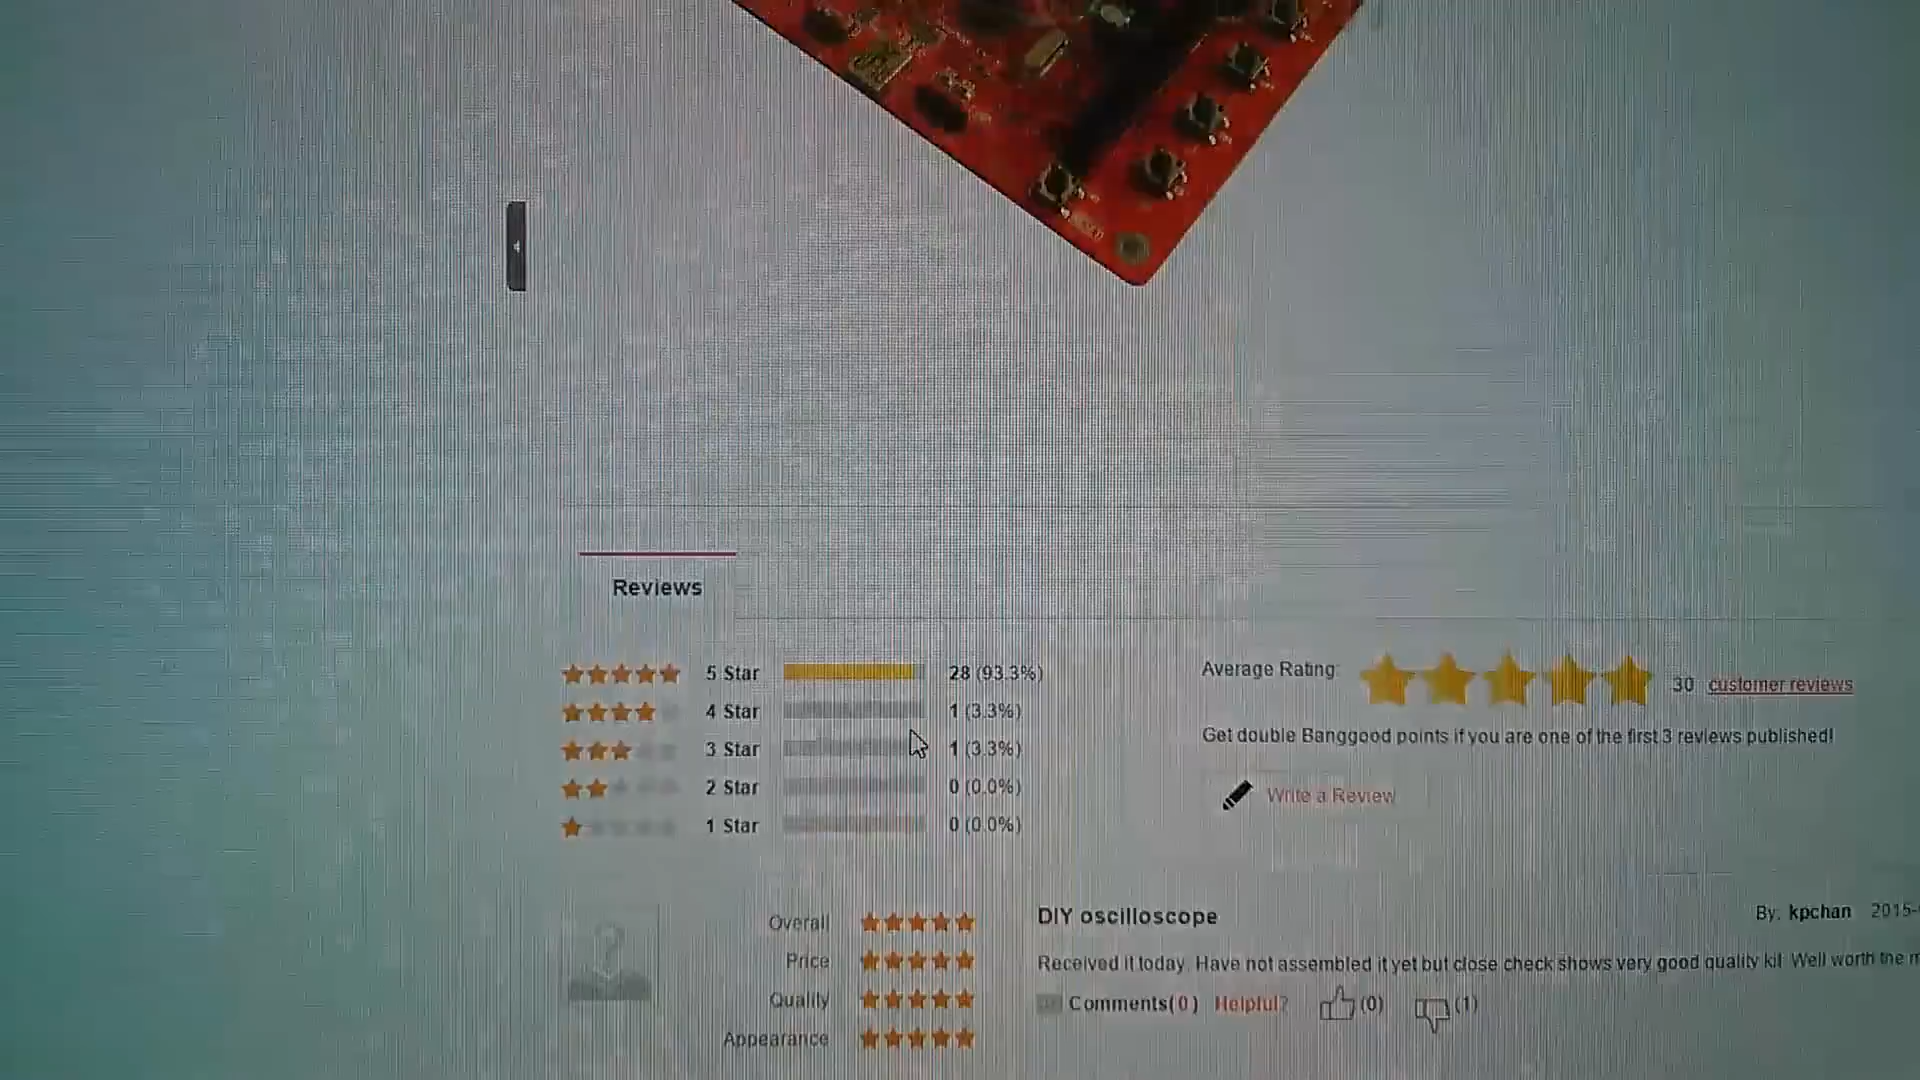 Reviews
5 Star 28 (93.3%)
4 Star 1 (3.3%)
3 Star 1 (3.3%)
2 Star 0 (0.0%)
1 Star 0 (0.0%)
Average Rating: 30 customer reviews
Get double Banggood points if you are one of the first 3 reviews published!
Write a Review
Overall
Price
Quality
Appearance
DIY oscilloscope
By: kpchan 2015-
Received it today. Have not assembled it yet but close check shows very good quality kit. Well worth the
Comments(0) Helpful? (0) (1)